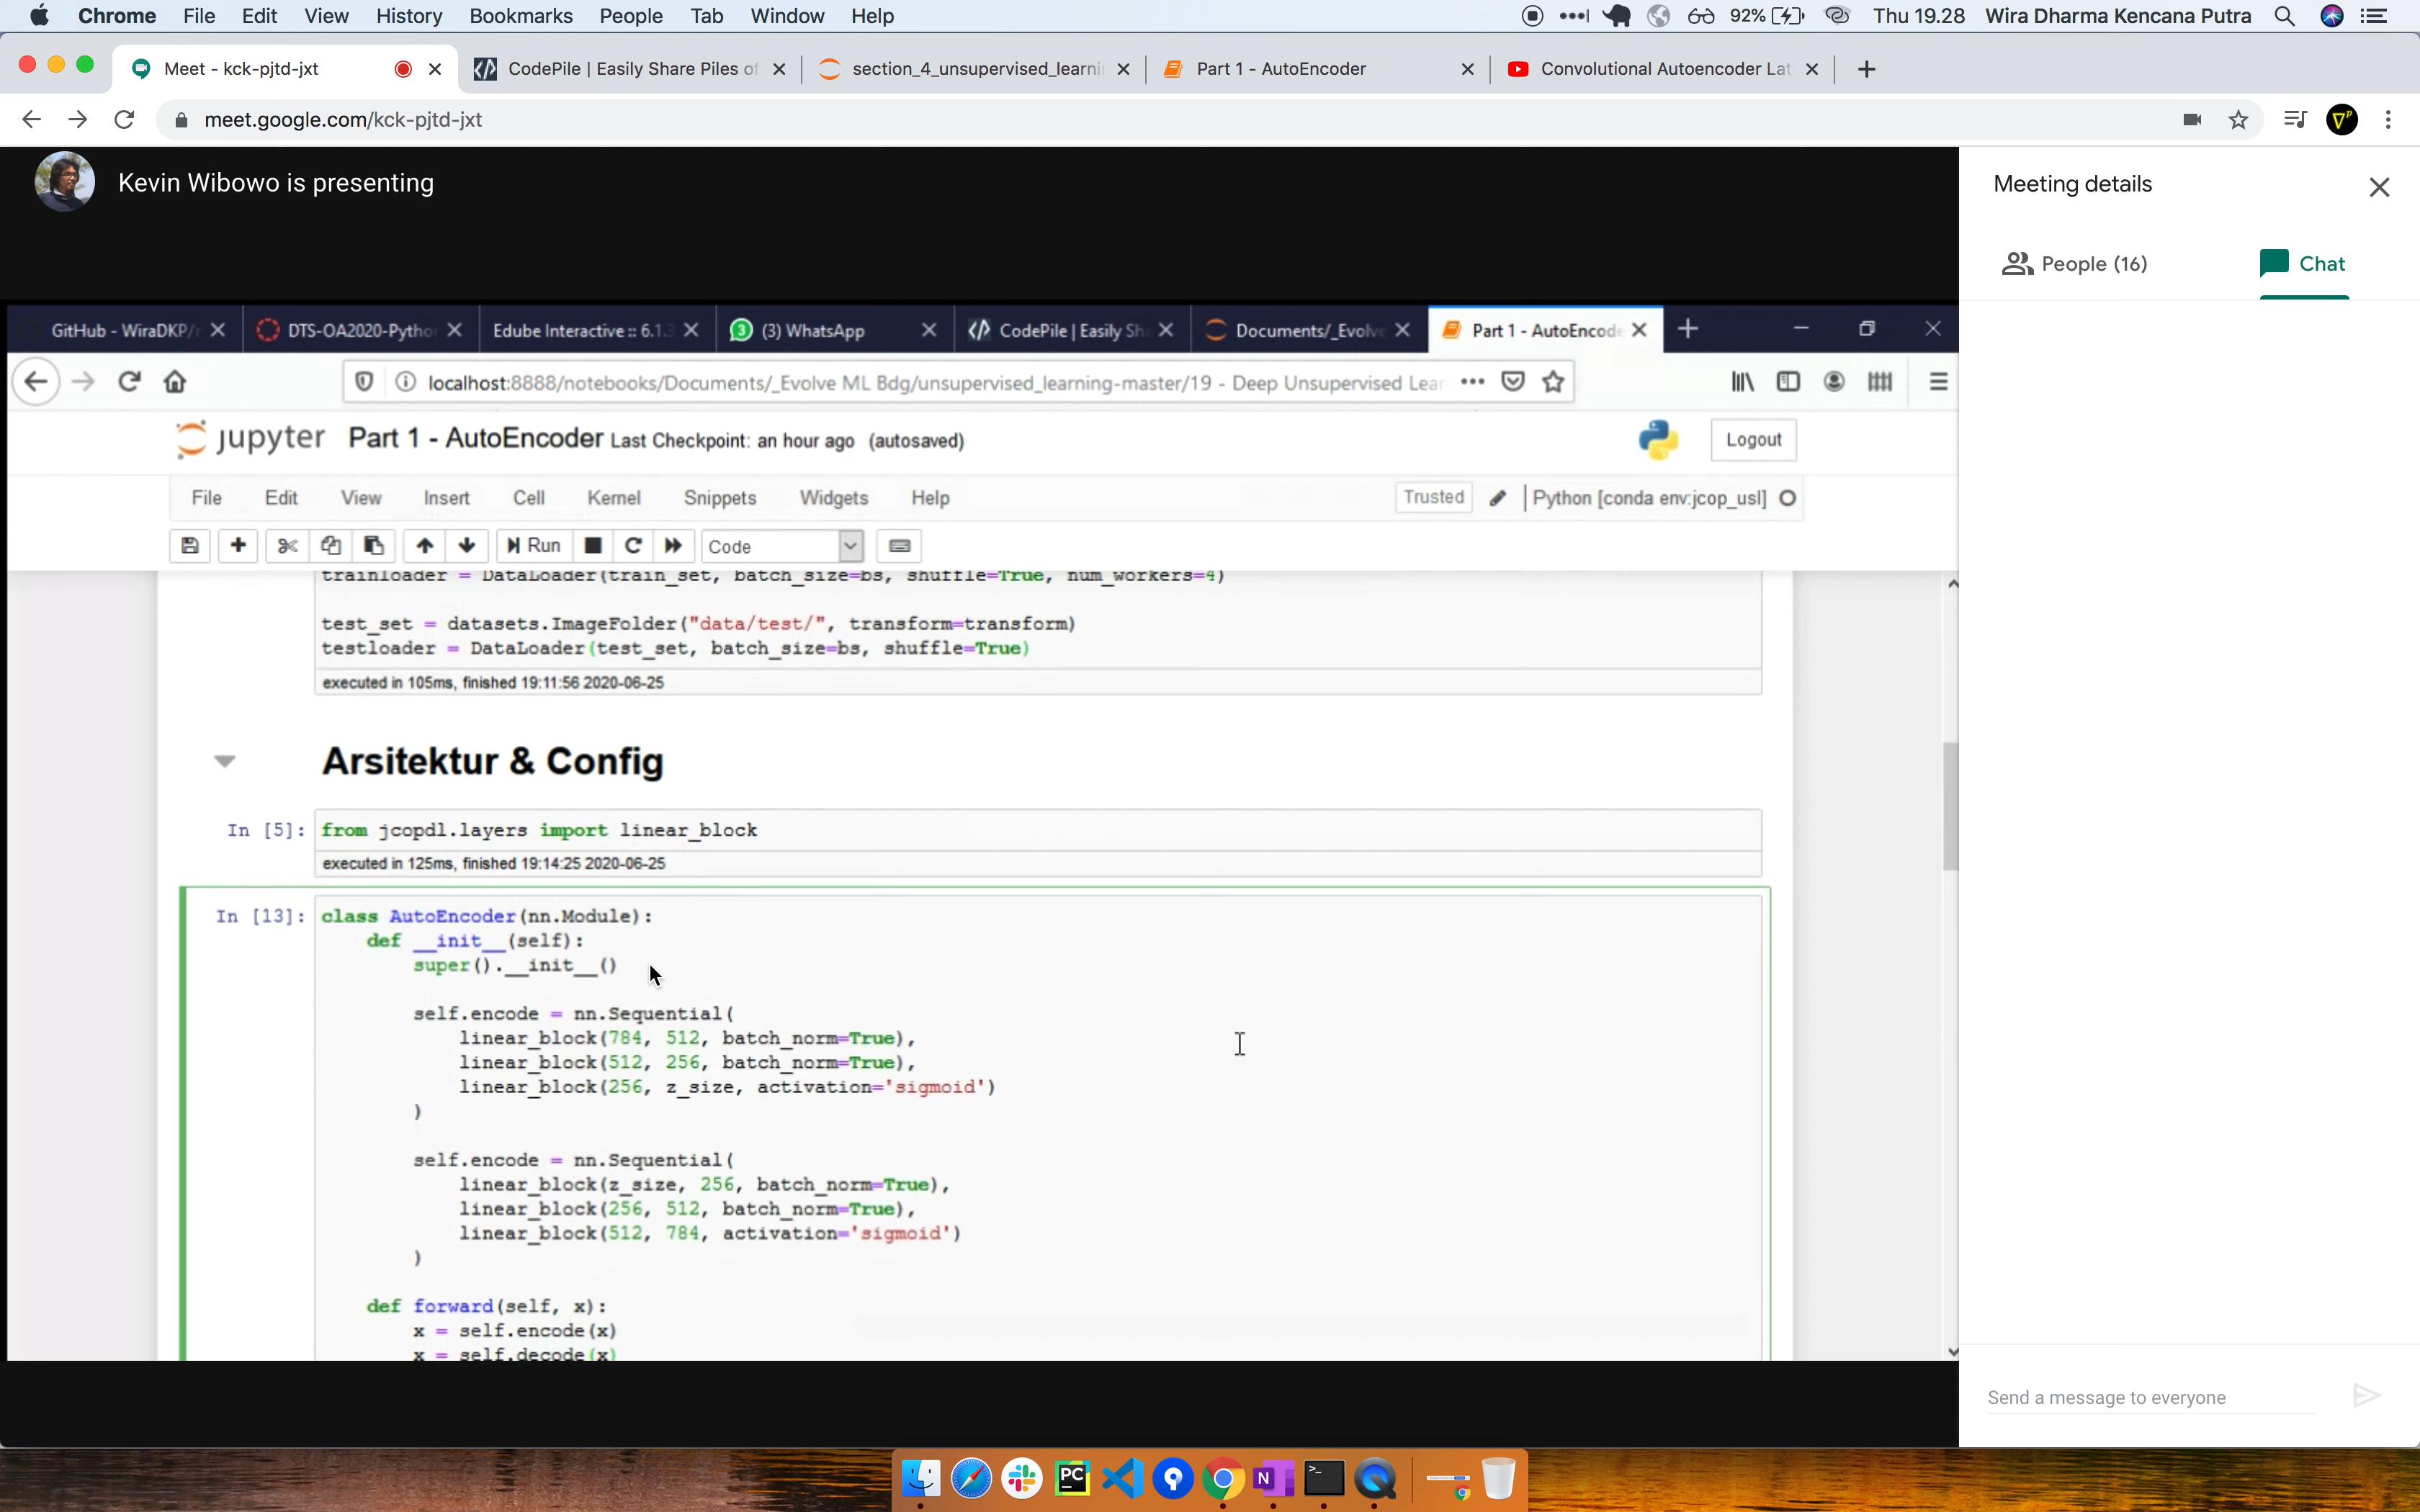 Chrome File Edit View History Bookmarks People Tab Window Help 92% Thu 19.28 Wira Dharma Kencana Putra
Meet - kck-pjtd-jxt CodePile | Easily Share Piles of section_4_unsupervised_learni Part 1 - AutoEncoder Convolutional Autoencoder Lat
meet.google.com/kck-pjtd-jxt
Kevin Wibowo is presenting
Meeting details
People (16) Chat
GitHub - WiraDKP/ DTS-OA2020-Pytho Edube Interactive :: 6.1.3 (3) WhatsApp CodePile | Easily Sh Documents/_Evolve Part 1 - AutoEncode
localhost:8888/notebooks/Documents/_Evolve ML Bdg/unsupervised_learning-master/19 - Deep Unsupervised Lear
jupyter Part 1 - AutoEncoder Last Checkpoint: an hour ago (autosaved) Logout
File Edit View Insert Cell Kernel Snippets Widgets Help Trusted Python [conda env:jcop_usl]
Run Code
trainloader = DataLoader(train_set, batch_size=bs, shuffle=True, num_workers=4)
test_set = datasets.ImageFolder("data/test/", transform=transform)
testloader = DataLoader(test_set, batch_size=bs, shuffle=True)
executed in 105ms, finished 19:11:56 2020-06-25
Arsitektur & Config
In [5]: from jcopdl.layers import linear_block
executed in 125ms, finished 19:14:25 2020-06-25
In [13]: class AutoEncoder(nn.Module):
def __init__(self):
super().__init__()
self.encode = nn.Sequential(
linear_block(784, 512, batch_norm=True),
linear_block(512, 256, batch_norm=True),
linear_block(256, z_size, activation='sigmoid')
)
self.encode = nn.Sequential(
linear_block(z_size, 256, batch_norm=True),
linear_block(256, 512, batch_norm=True),
linear_block(512, 784, activation='sigmoid')
)
def forward(self, x):
x = self.encode(x)
x = self.decode(x)
Send a message to everyone